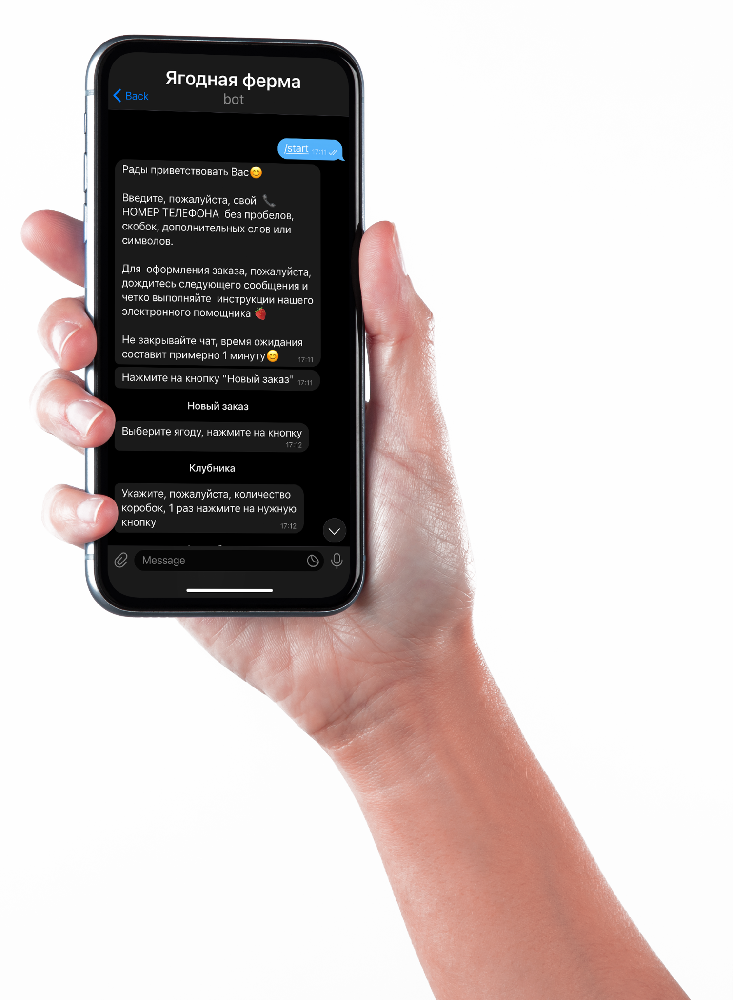 Ягодная ферма
Back
bot
/start 17:11
Рады приветствовать Вас😊
Введите, пожалуйста, свой 📞
НОМЕР ТЕЛЕФОНА без пробелов,
скобок, дополнительных слов или
символов.
Для оформления заказа, пожалуйста,
дождитесь следующего сообщения и
четко выполняйте инструкции нашего
электронного помощника 🍓
Не закрывайте чат, время ожидания
составит примерно 1 минуту😊 17:11
Нажмите на кнопку "Новый заказ" 17:11
Новый заказ
Выберите ягоду, нажмите на кнопку
17:12
Клубника
Укажите, пожалуйста, количество
коробок, 1 раз нажмите на нужную
кнопку 17:12
Message